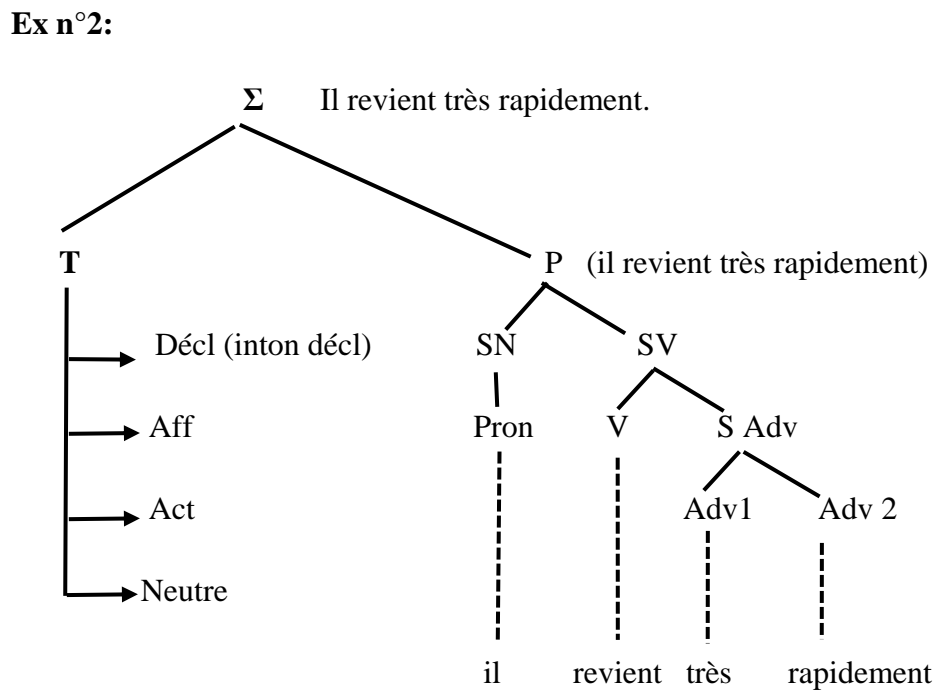 Ex n°2:
Σ Il revient très rapidement.
T P (il revient très rapidement)
Décl (inton décl) SN SV
Aff Pron V S Adv
Act Adv1 Adv 2
Neutre
il revient très rapidement